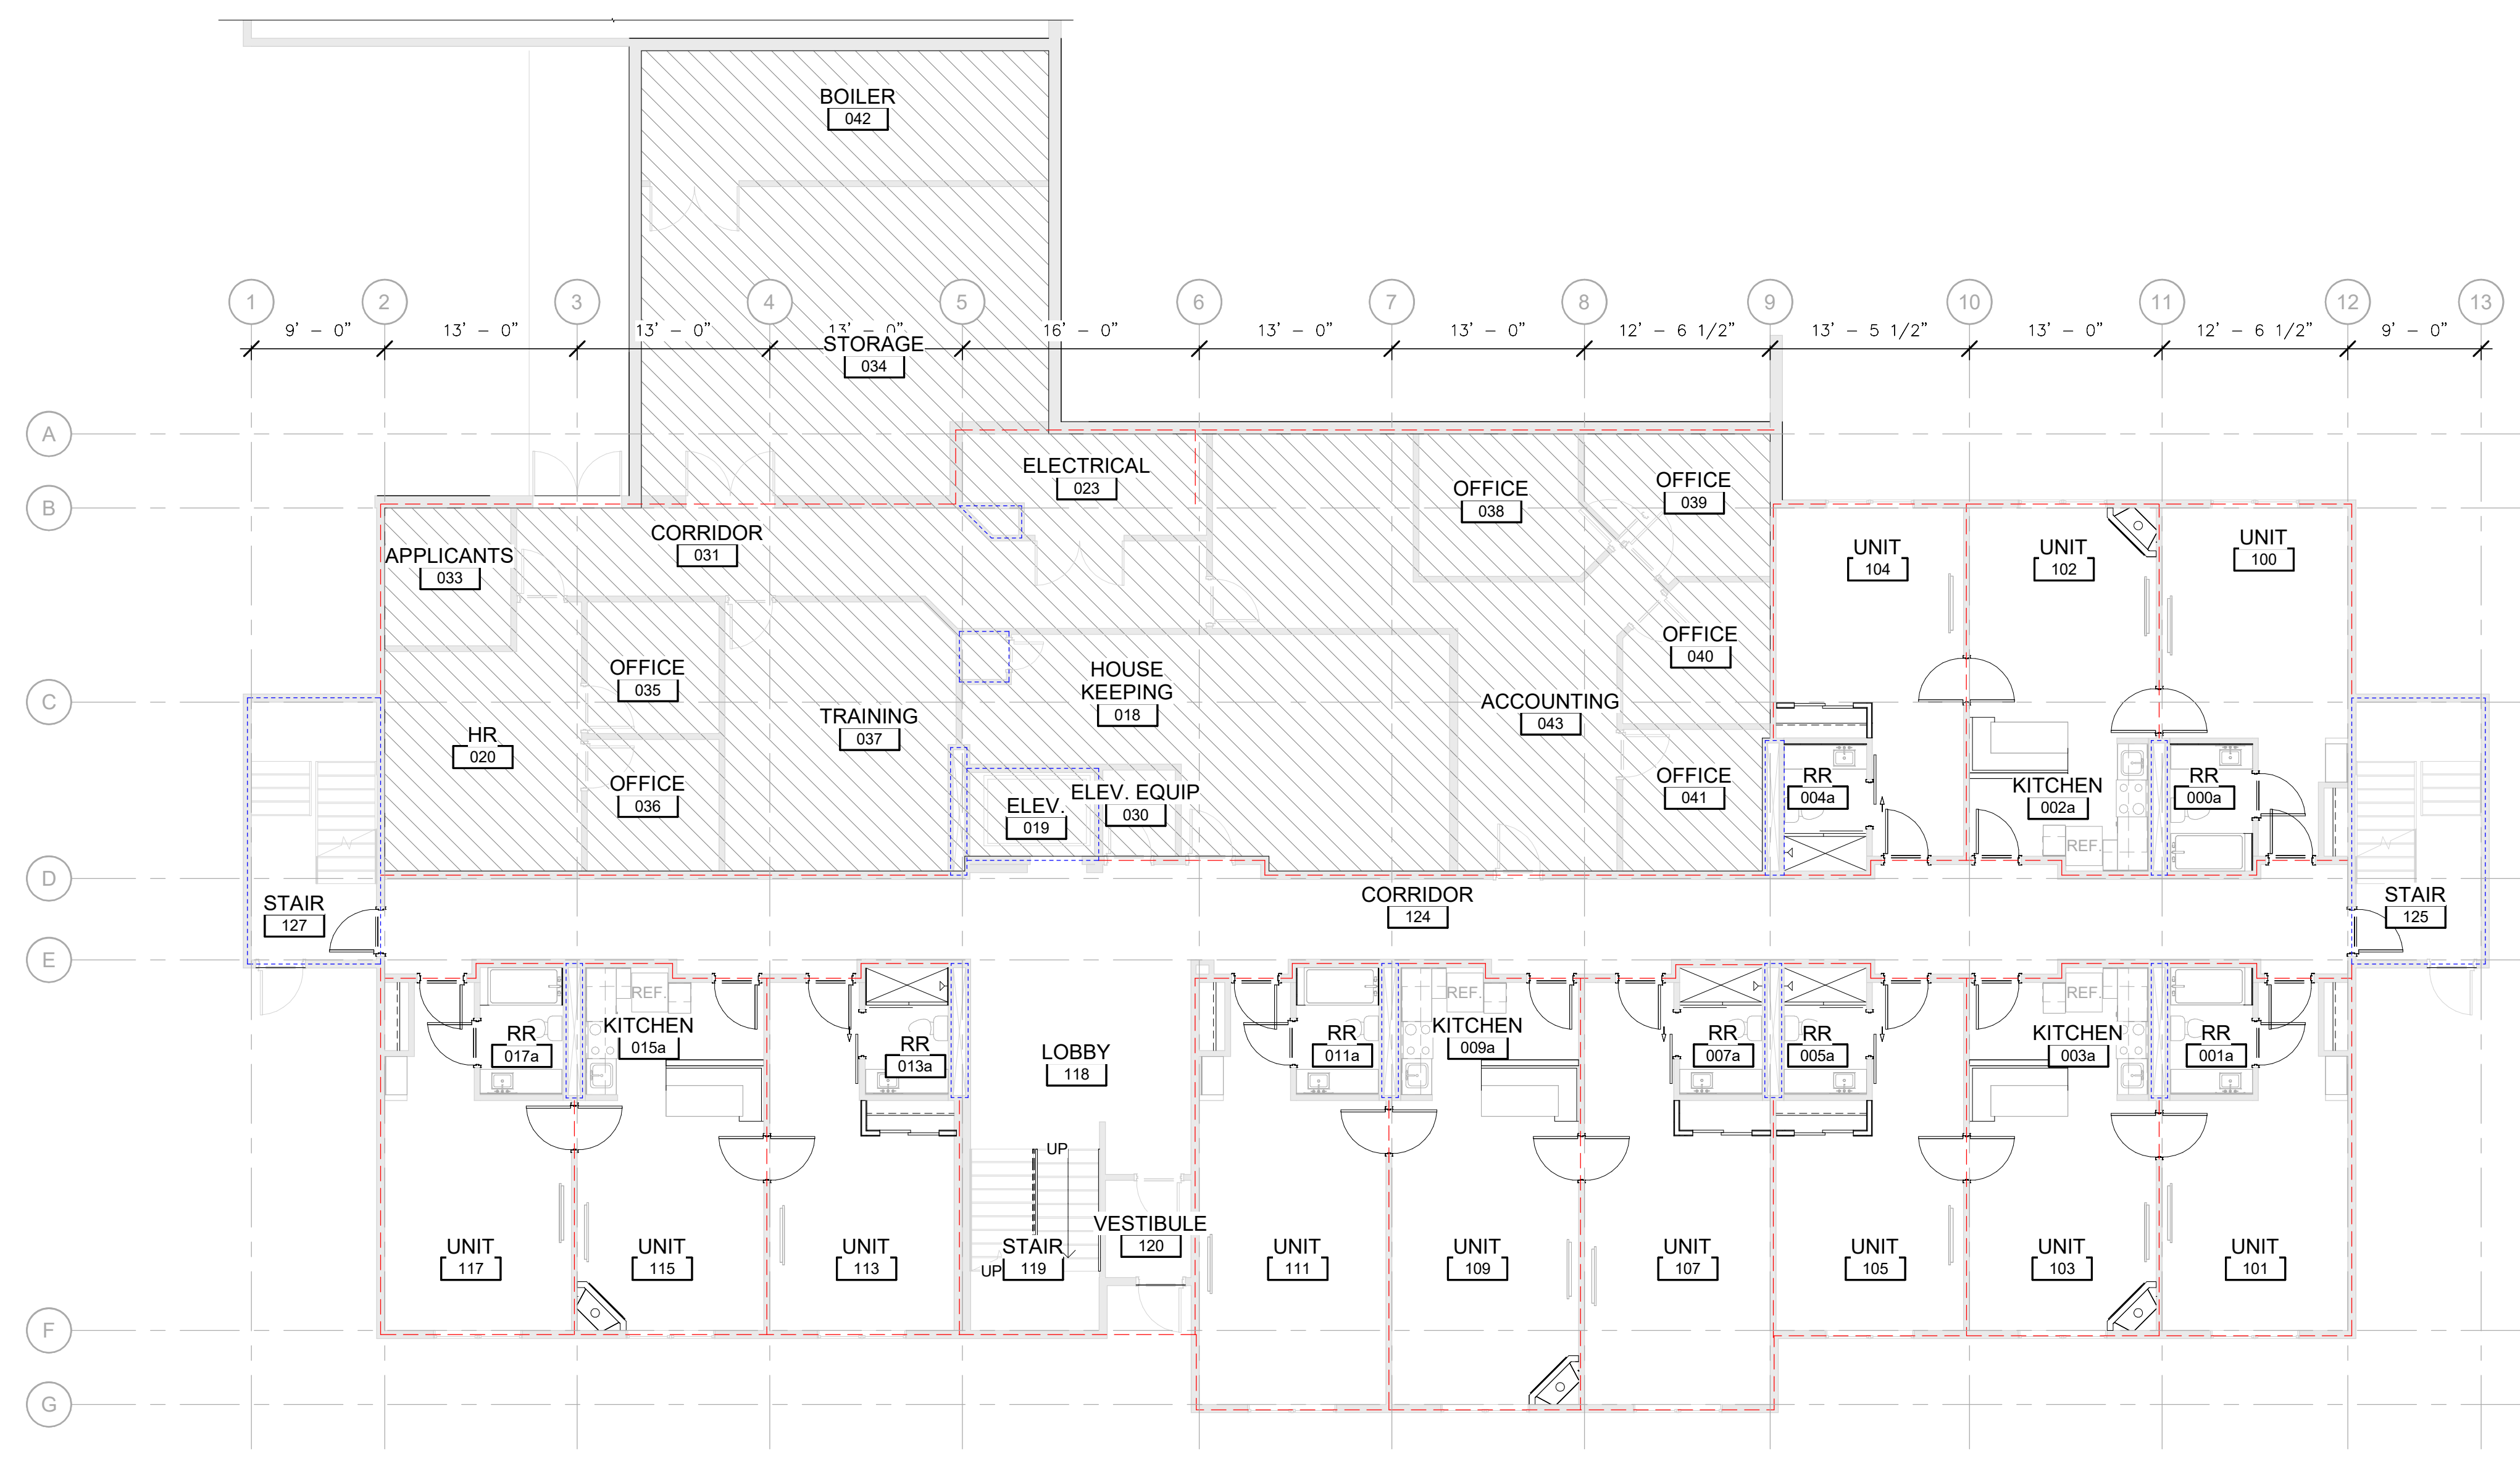 BOILER
042
1
2
3
4
5
6
7
8
9
10
11
12
13
9' - 0"
13' - 0"
13' - 0"
13' - 0"
16' - 0"
13' - 0"
13' - 0"
12' - 6 1/2"
13' - 5 1/2"
13' - 0"
12' - 6 1/2"
9' - 0"
STORAGE
034
A
B
C
D
E
F
G
ELECTRICAL
023
OFFICE
038
OFFICE
039
CORRIDOR
031
APPLICANTS
033
UNIT
104
UNIT
102
UNIT
100
OFFICE
035
HOUSE
KEEPING
018
OFFICE
040
ACCOUNTING
043
TRAINING
037
HR
020
OFFICE
036
ELEV.
019
ELEV. EQUIP
030
OFFICE
041
RR
004a
KITCHEN
002a
RR
000a
REF.
STAIR
127
CORRIDOR
124
STAIR
125
RR
017a
REF.
KITCHEN
015a
RR
013a
LOBBY
118
RR
011a
REF.
KITCHEN
009a
RR
007a
RR
005a
REF.
KITCHEN
003a
RR
001a
UP
UP
UNIT
117
UNIT
115
UNIT
113
STAIR
119
VESTIBULE
120
UNIT
111
UNIT
109
UNIT
107
UNIT
105
UNIT
103
UNIT
101